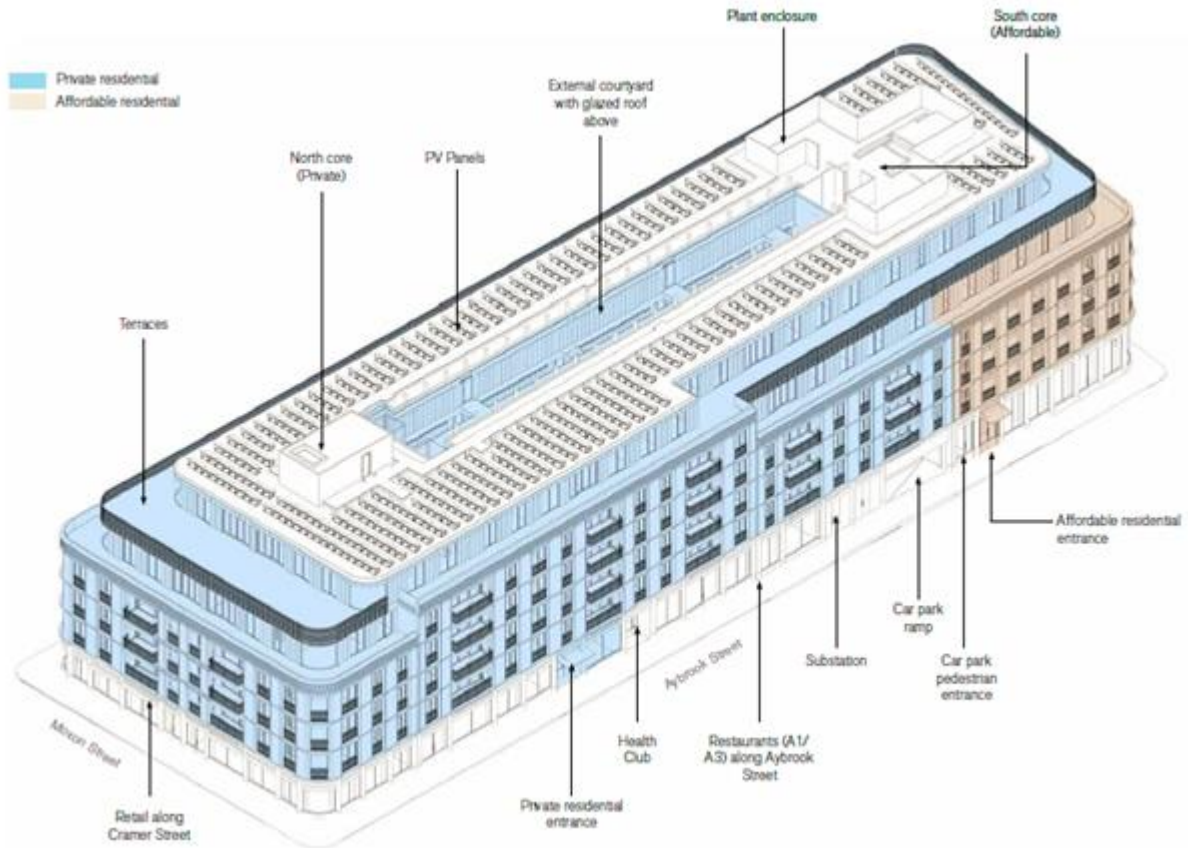 Plant enclosure
South core
(Affordable)
Private residential
Affordable residential
External courtyard
with glazed roof
above
North core
(Private)
PV Panels
Terraces
Affordable residential
entrance
Car park
ramp
Substation
Car park
pedestrian
entrance
Aybrook Street
Moxon Street
Health
Club
Restaurants (A1/
A3) along Aybrook
Street
Private residential
entrance
Retail along
Cramer Street